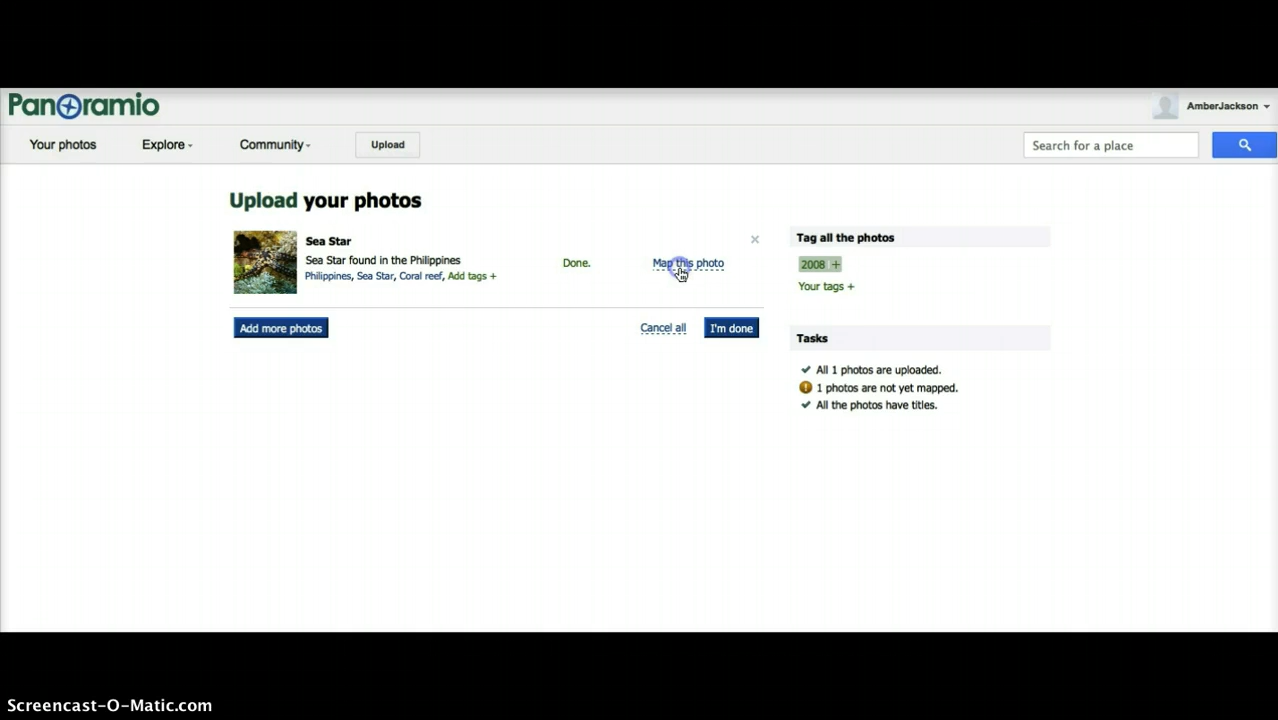 Panoramio
AmberJackson
Your photos
Explore
Community
Upload
Search for a place
Upload your photos
Sea Star
Sea Star found in the Philippines
Philippines, Sea Star, Coral reef, Add tags +
Done.
Map this photo
×
Add more photos
Cancel all
I'm done
Tag all the photos
2008 +
Your tags +
Tasks
All 1 photos are uploaded.
1 photos are not yet mapped.
All the photos have titles.
Screencast-O-Matic.com